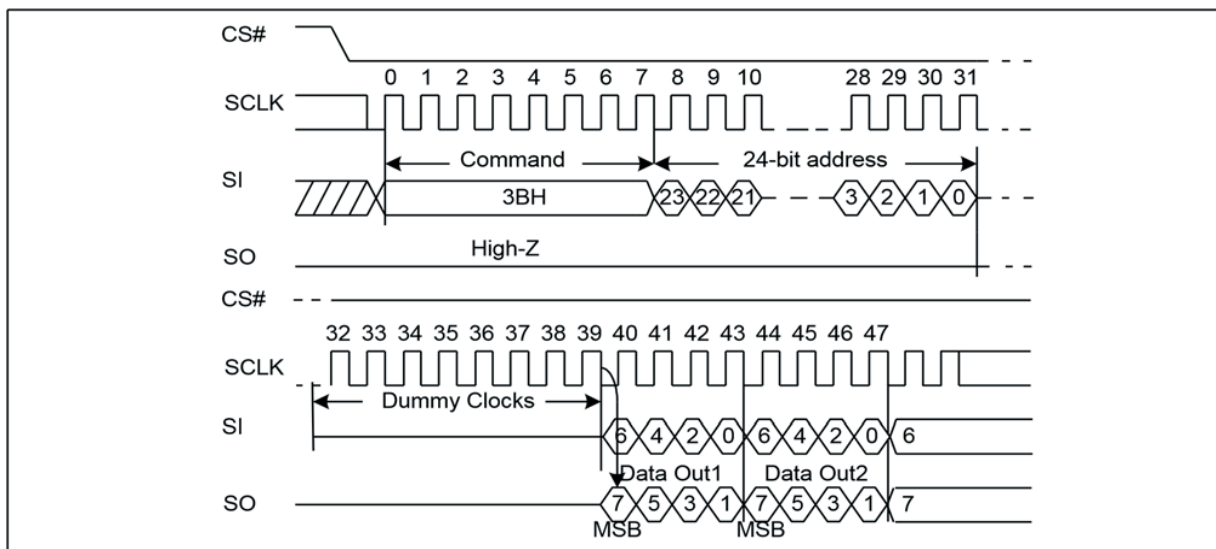 CS#
0 1 2 3 4 5 6 7 8 9 10 28 29 30 31
SCLK
Command 24-bit address
SI
3BH 23 22 21 3 2 1 0
High-Z
SO
CS#
32 33 34 35 36 37 38 39 40 41 42 43 44 45 46 47
SCLK
Dummy Clocks
SI
6 4 2 0 6 4 2 0 6
Data Out1 Data Out2
SO
7 5 3 1 7 5 3 1 7
MSB MSB